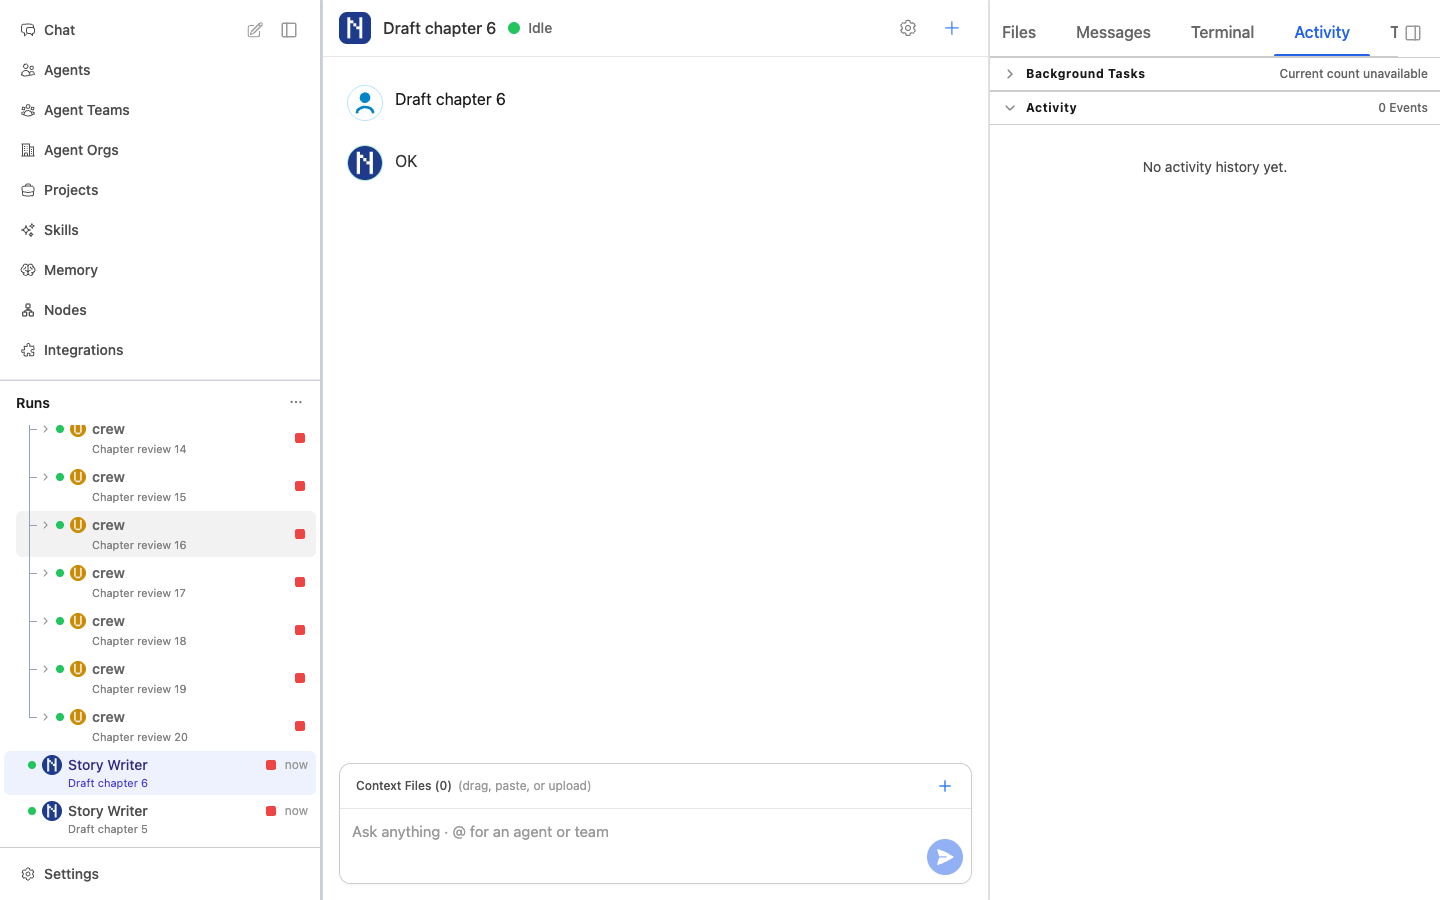 Chat
Agents
Agent Teams
Agent Orgs
Projects
Skills
Memory
Nodes
Integrations
Runs
crew
Chapter review 14
crew
Chapter review 15
crew
Chapter review 16
crew
Chapter review 17
crew
Chapter review 18
crew
Chapter review 19
crew
Chapter review 20
Story Writer now
Draft chapter 6
Story Writer now
Draft chapter 5
Settings
Draft chapter 6 Idle
Draft chapter 6
OK
Context Files (0) (drag, paste, or upload)
Ask anything · @ for an agent or team
Files Messages Terminal Activity T
Background Tasks Current count unavailable
Activity 0 Events
No activity history yet.